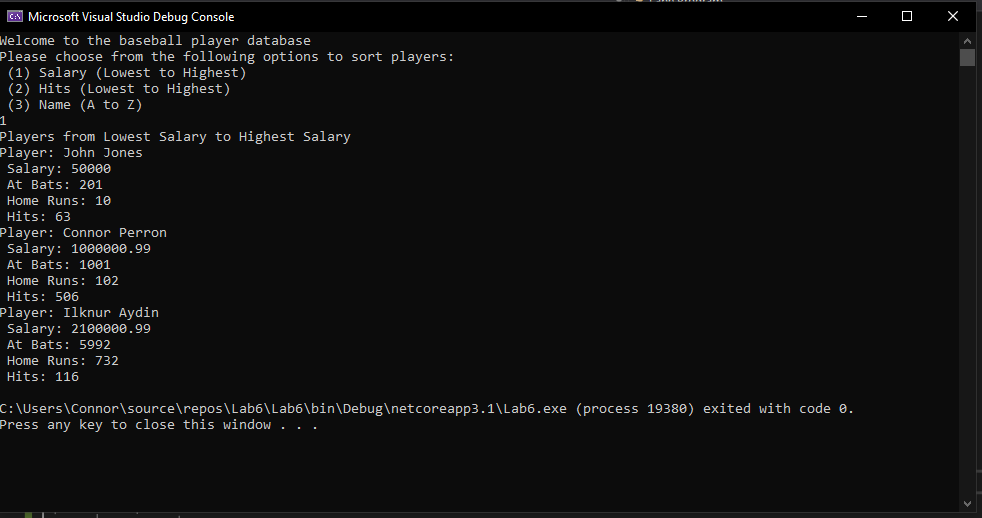 Microsoft Visual Studio Debug Console
Welcome to the baseball player database
Please choose from the following options to sort players:
(1) Salary (Lowest to Highest)
(2) Hits (Lowest to Highest)
(3) Name (A to Z)
1
Players from Lowest Salary to Highest Salary
Player: John Jones
Salary: 50000
At Bats: 201
Home Runs: 10
Hits: 63
Player: Connor Perron
Salary: 1000000.99
At Bats: 1001
Home Runs: 102
Hits: 506
Player: Ilknur Aydin
Salary: 2100000.99
At Bats: 5992
Home Runs: 732
Hits: 116
C:\Users\Connor\source\repos\Lab6\Lab6\bin\Debug\netcoreapp3.1\Lab6.exe (process 19380) exited with code 0.
Press any key to close this window . . .